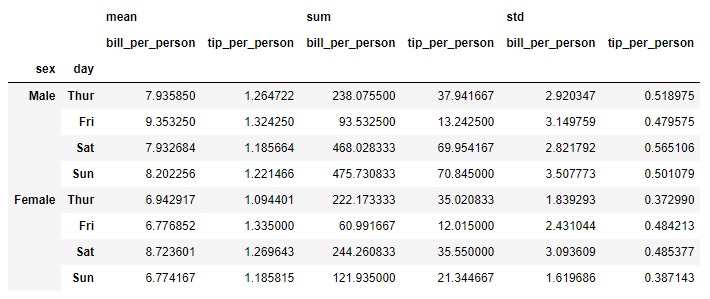 mean sum std
bill_per_person tip_per_person bill_per_person tip_per_person bill_per_person tip_per_person
sex day
Male Thur 7.935850 1.264722 238.075500 37.941667 2.920347 0.518975
Fri 9.353250 1.324250 93.532500 13.242500 3.149759 0.479575
Sat 7.932684 1.185664 468.028333 69.954167 2.821792 0.565106
Sun 8.202256 1.221466 475.730833 70.845000 3.507773 0.501079
Female Thur 6.942917 1.094401 222.173333 35.020833 1.839293 0.372990
Fri 6.776852 1.335000 60.991667 12.015000 2.431044 0.484213
Sat 8.723601 1.269643 244.260833 35.550000 3.093609 0.485377
Sun 6.774167 1.185815 121.935000 21.344667 1.619686 0.387143